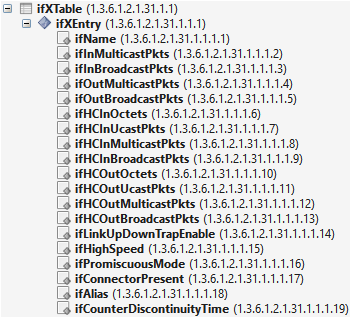 ifXTable (1.3.6.1.2.1.31.1.1)
ifXEntry (1.3.6.1.2.1.31.1.1.1)
ifName (1.3.6.1.2.1.31.1.1.1.1)
ifInMulticastPkts (1.3.6.1.2.1.31.1.1.1.2)
ifInBroadcastPkts (1.3.6.1.2.1.31.1.1.1.3)
ifOutMulticastPkts (1.3.6.1.2.1.31.1.1.1.4)
ifOutBroadcastPkts (1.3.6.1.2.1.31.1.1.1.5)
ifHCInOctets (1.3.6.1.2.1.31.1.1.1.6)
ifHCInUcastPkts (1.3.6.1.2.1.31.1.1.1.7)
ifHCInMulticastPkts (1.3.6.1.2.1.31.1.1.1.8)
ifHCInBroadcastPkts (1.3.6.1.2.1.31.1.1.1.9)
ifHCOutOctets (1.3.6.1.2.1.31.1.1.1.10)
ifHCOutUcastPkts (1.3.6.1.2.1.31.1.1.1.11)
ifHCOutMulticastPkts (1.3.6.1.2.1.31.1.1.1.12)
ifHCOutBroadcastPkts (1.3.6.1.2.1.31.1.1.1.13)
ifLinkUpDownTrapEnable (1.3.6.1.2.1.31.1.1.1.14)
ifHighSpeed (1.3.6.1.2.1.31.1.1.1.15)
ifPromiscuousMode (1.3.6.1.2.1.31.1.1.1.16)
ifConnectorPresent (1.3.6.1.2.1.31.1.1.1.17)
ifAlias (1.3.6.1.2.1.31.1.1.1.18)
ifCounterDiscontinuityTime (1.3.6.1.2.1.31.1.1.1.19)